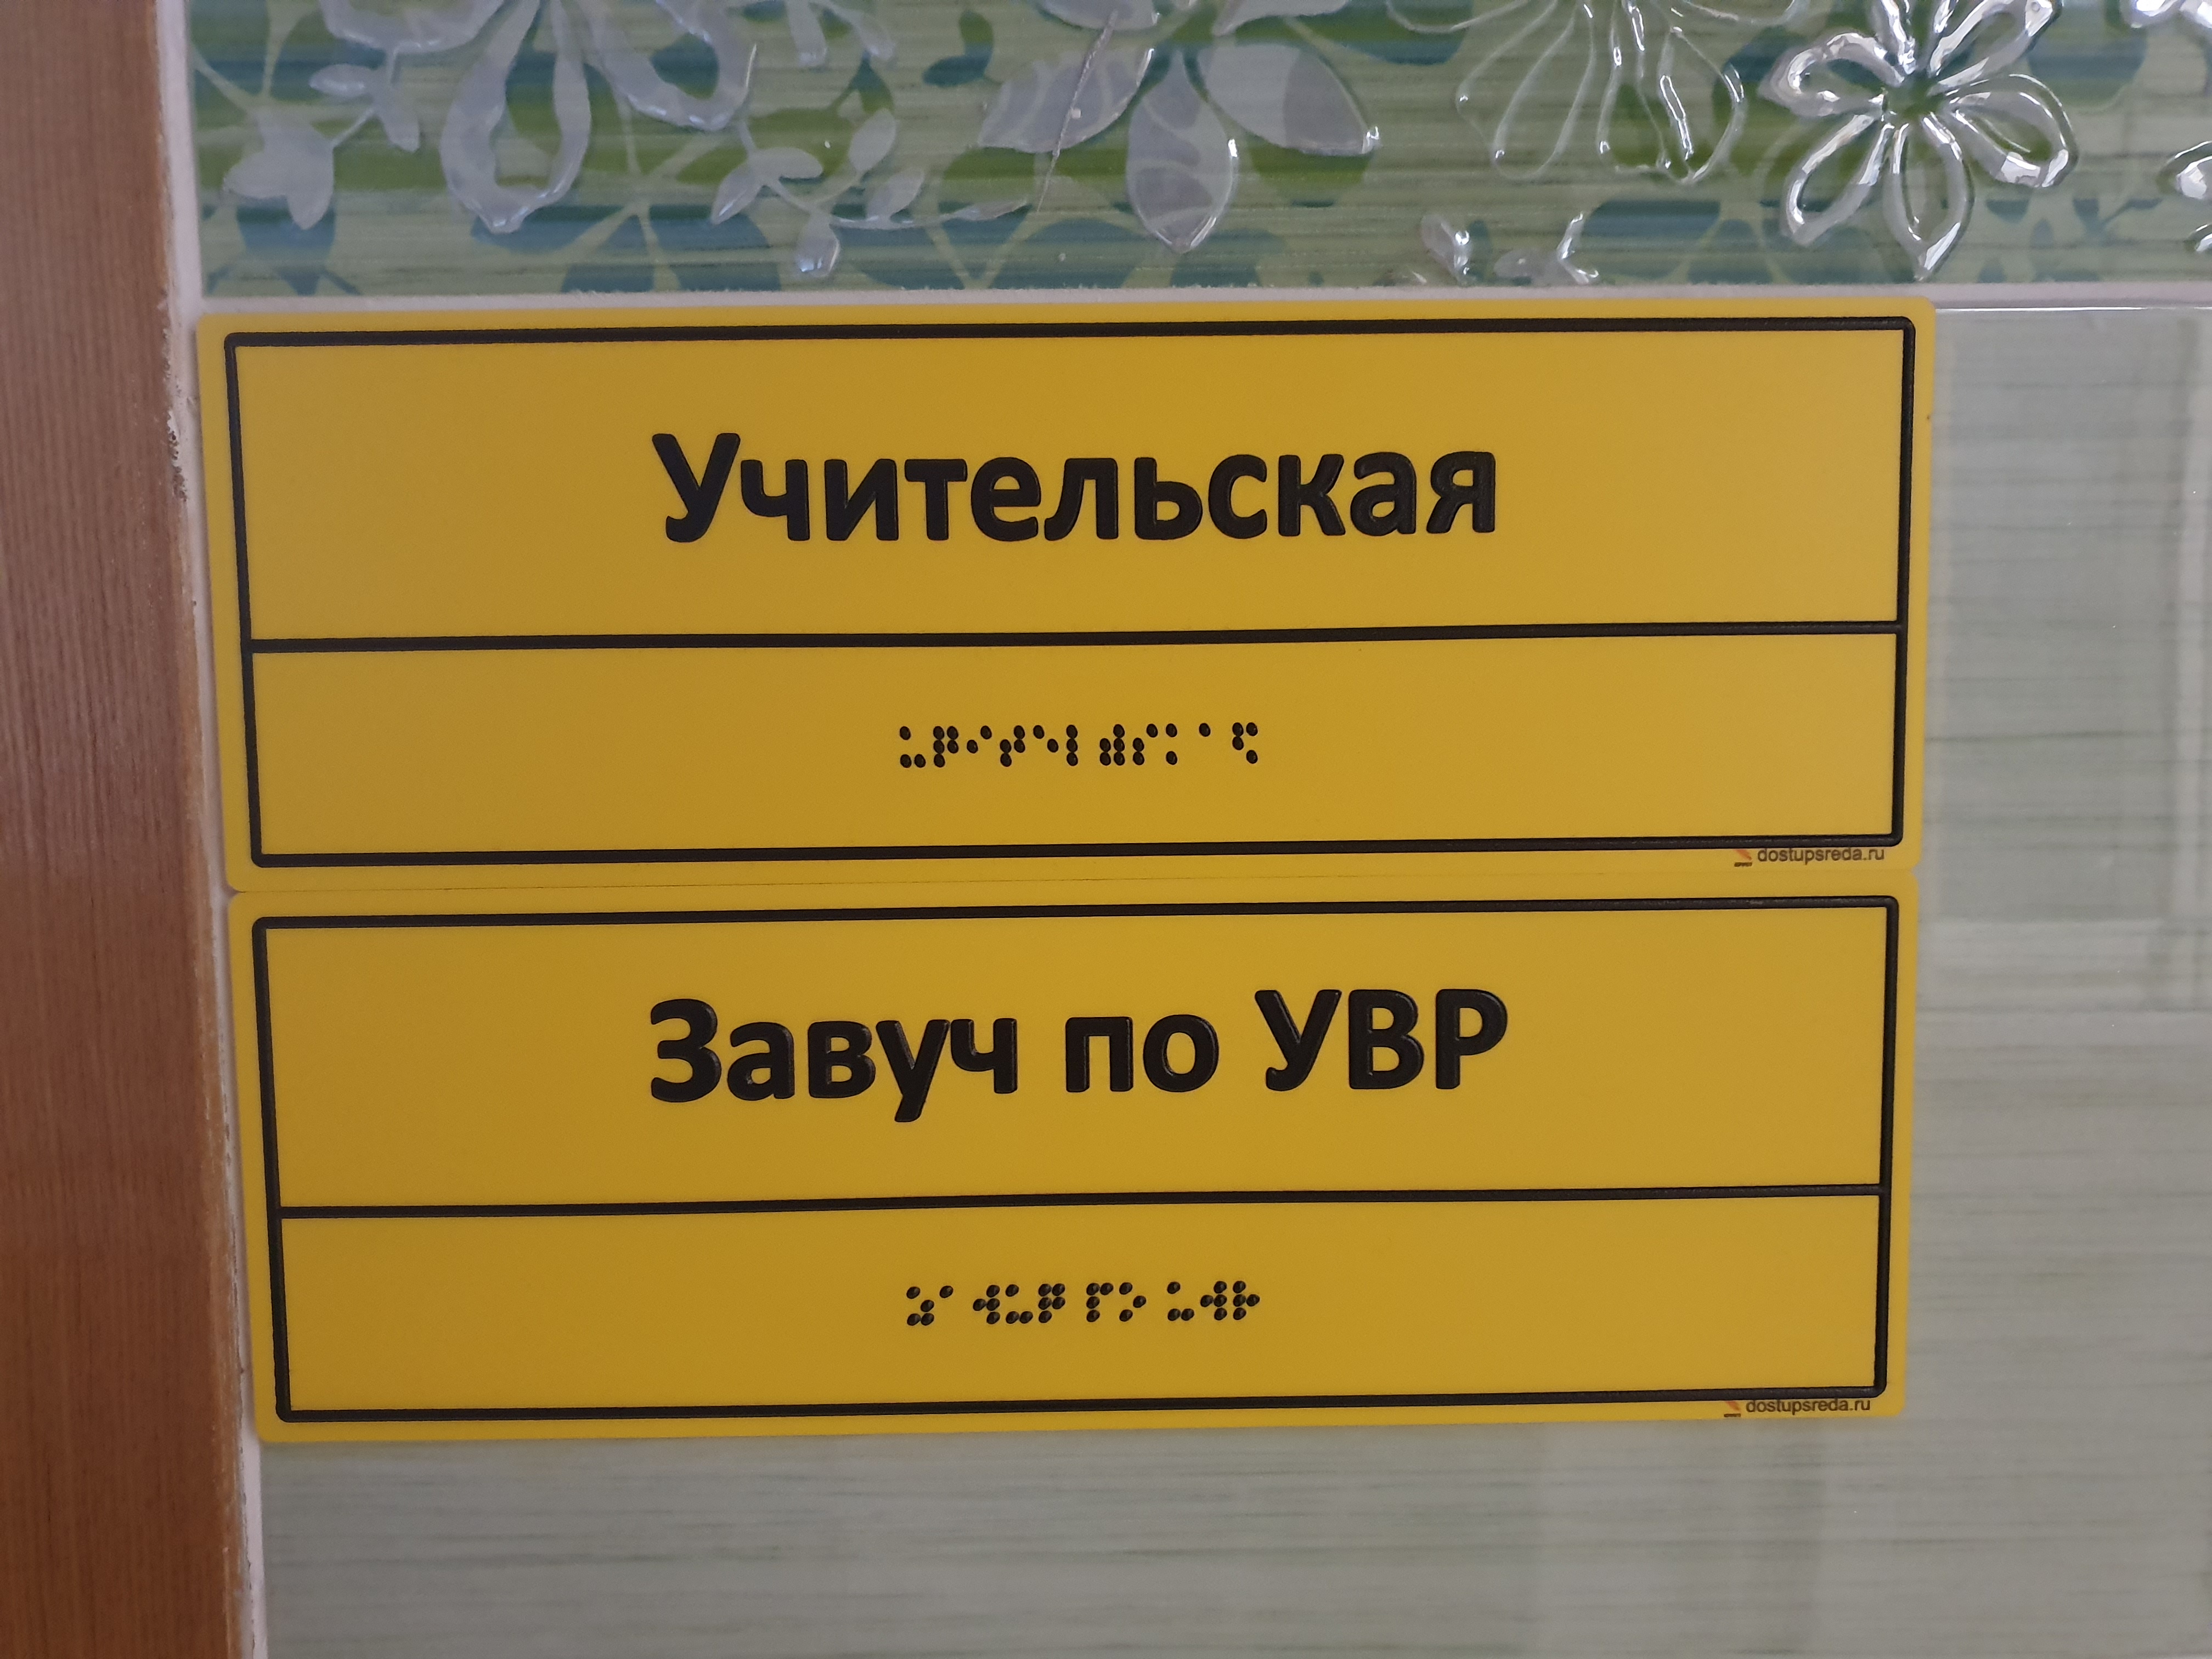 Учительская
⠥⠟⠊⠞⠑⠇⠾⠎⠅⠁⠫
dostupsreda.ru
Завуч по УВР
⠵⠁⠺⠥⠟ ⠏⠕ ⠥⠺⠗
dostupsreda.ru